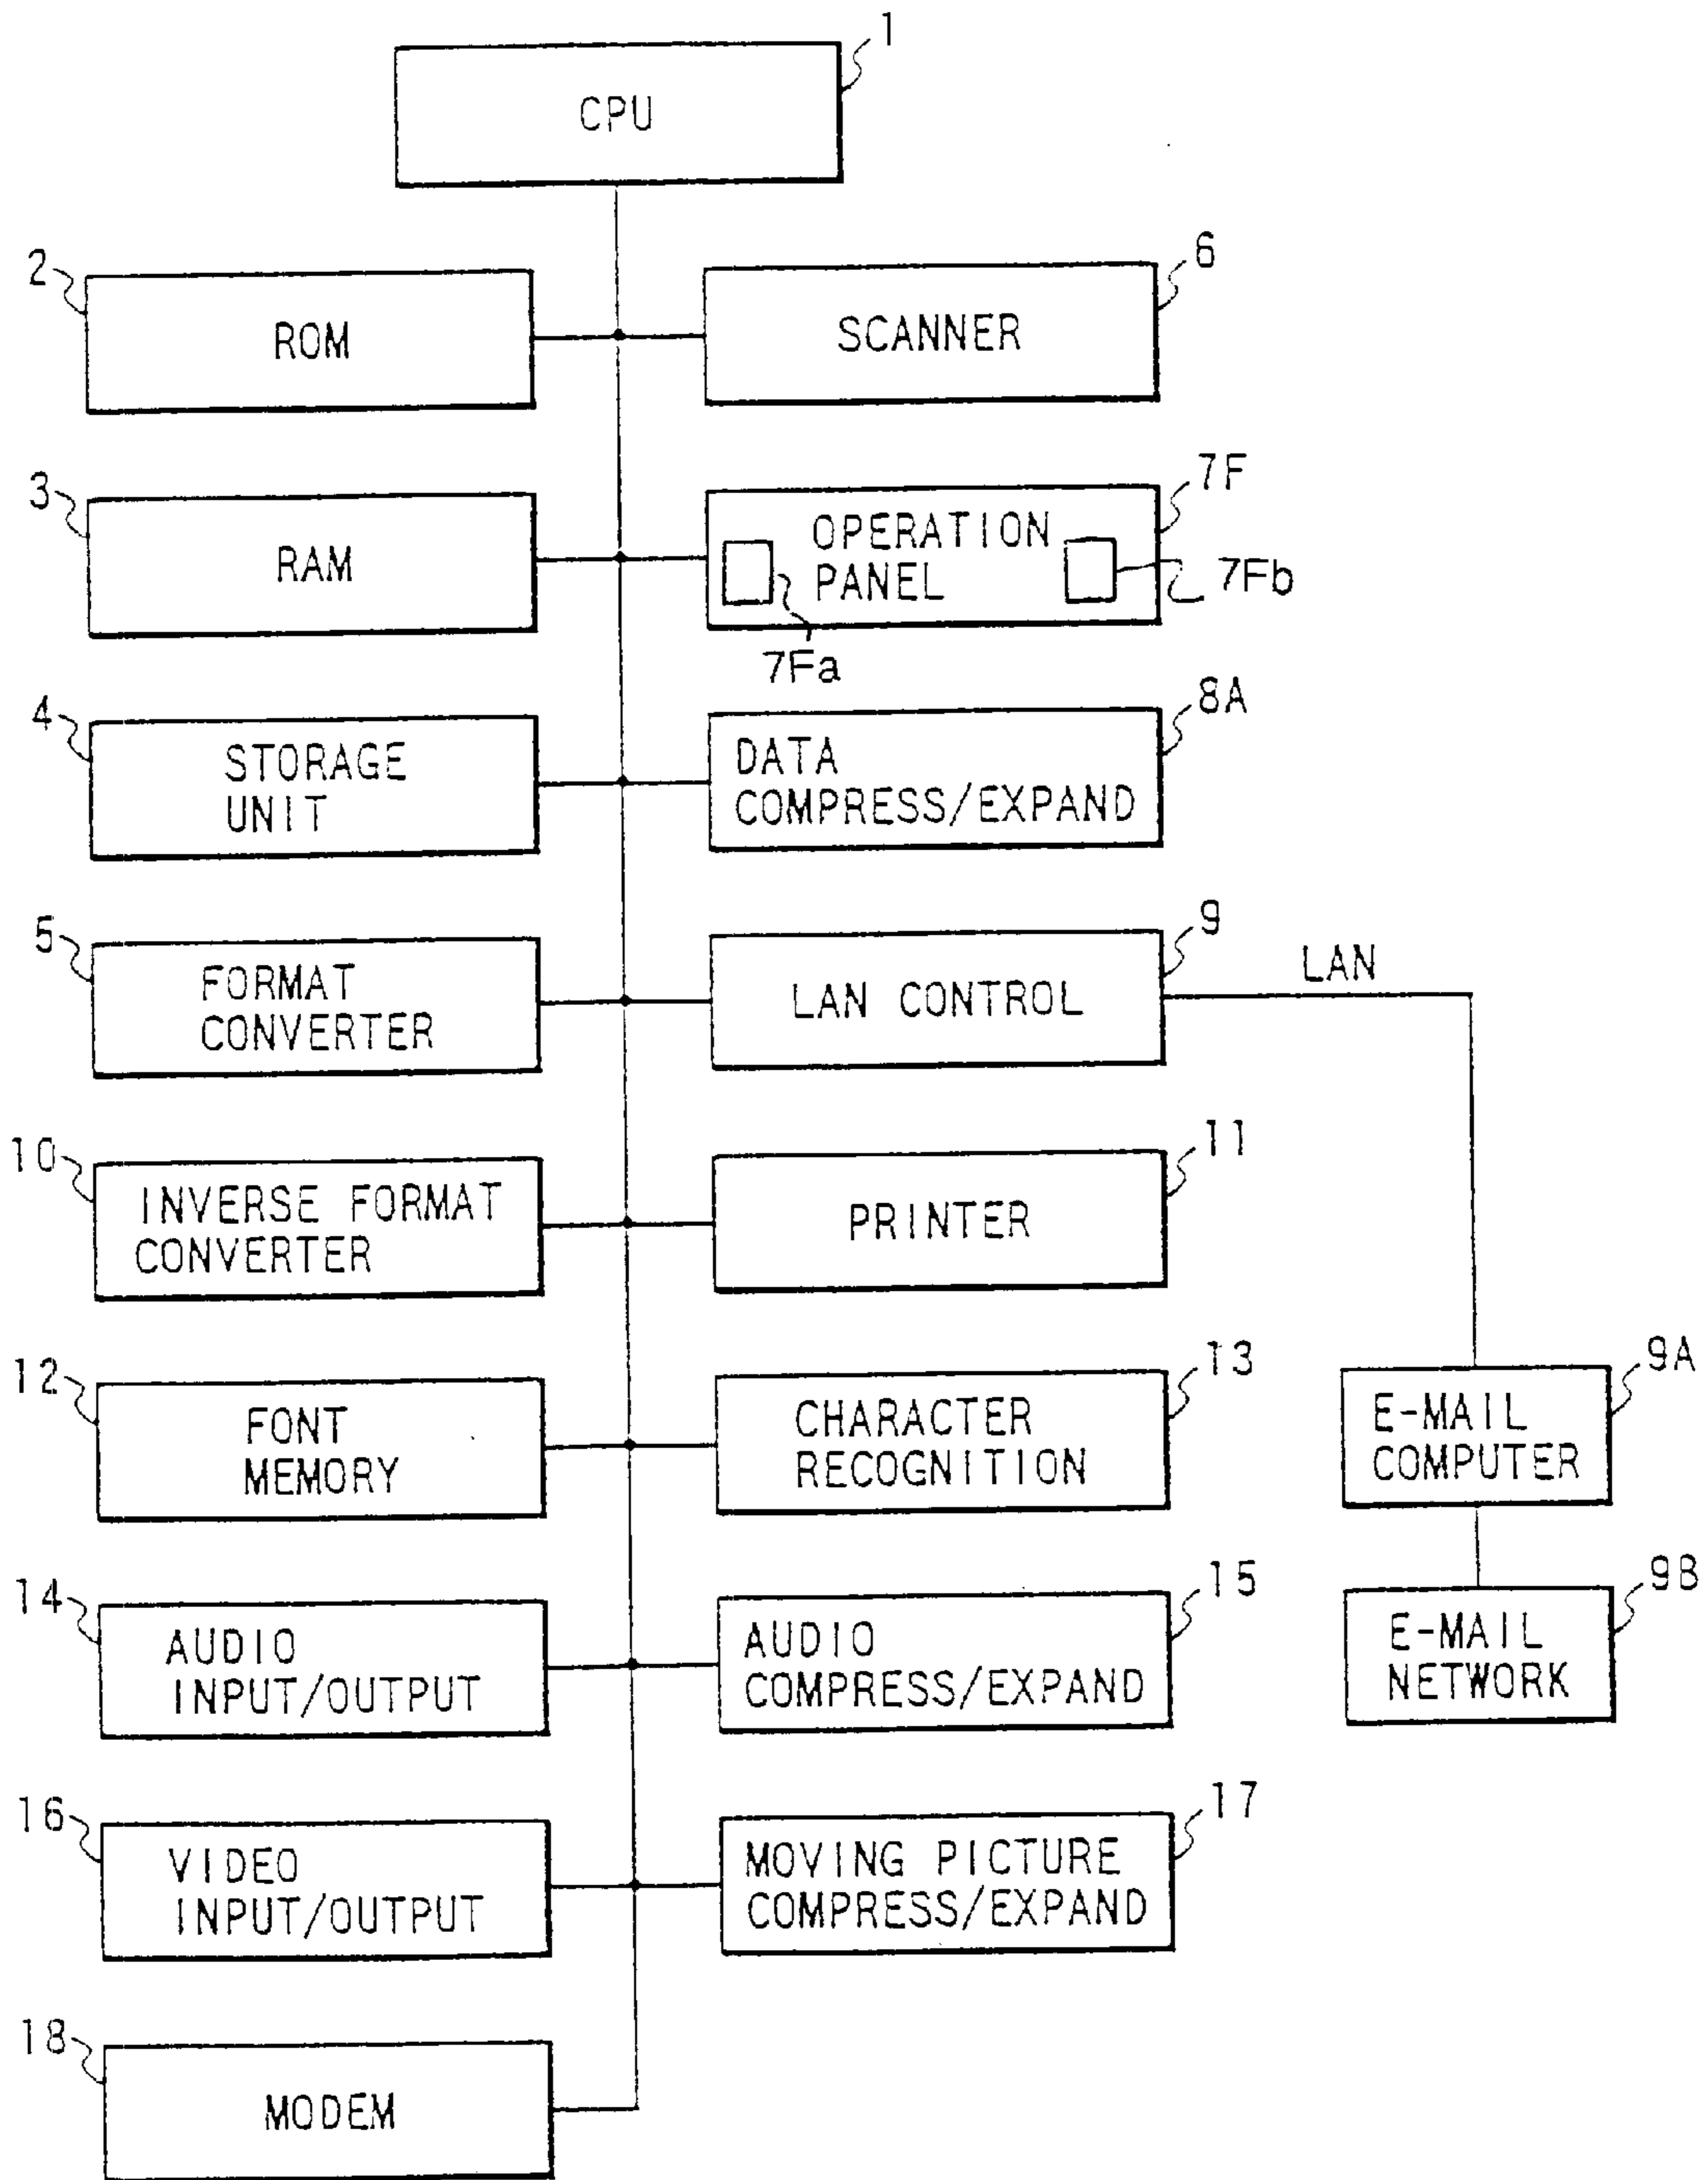 1
CPU
2
ROM
6
SCANNER
3
RAM
7F
OPERATION
PANEL
7Fa
7Fb
4
STORAGE
UNIT
8A
DATA
COMPRESS/EXPAND
5
FORMAT
CONVERTER
9
LAN CONTROL
LAN
10
INVERSE FORMAT
CONVERTER
11
PRINTER
12
FONT
MEMORY
13
CHARACTER
RECOGNITION
9A
E-MAIL
COMPUTER
14
AUDIO
INPUT/OUTPUT
15
AUDIO
COMPRESS/EXPAND
9B
E-MAIL
NETWORK
16
VIDEO
INPUT/OUTPUT
17
MOVING PICTURE
COMPRESS/EXPAND
18
MODEM